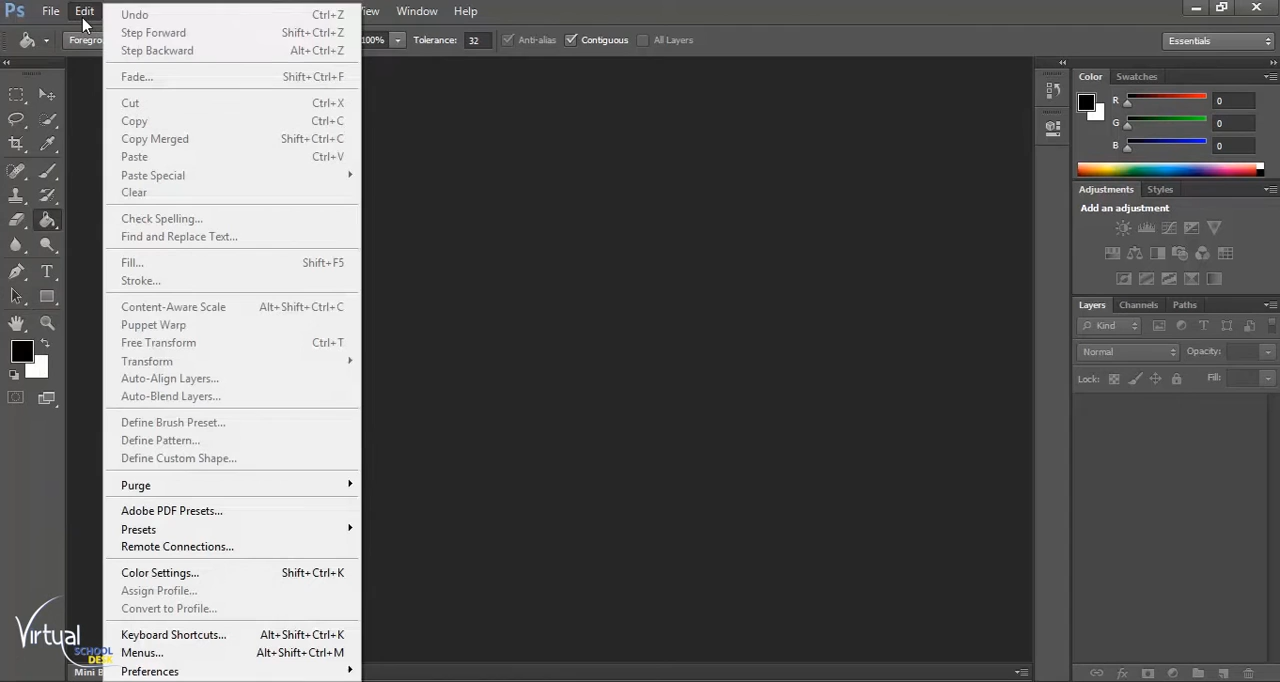 Ps File Edit View Window Help
Foregro 100% Tolerance: 32 Anti-alias Contiguous All Layers Essentials
Undo Ctrl+Z
Step Forward Shift+Ctrl+Z
Step Backward Alt+Ctrl+Z
Fade... Shift+Ctrl+F
Cut Ctrl+X
Copy Ctrl+C
Copy Merged Shift+Ctrl+C
Paste Ctrl+V
Paste Special
Clear
Check Spelling...
Find and Replace Text...
Fill... Shift+F5
Stroke...
Content-Aware Scale Alt+Shift+Ctrl+C
Puppet Warp
Free Transform Ctrl+T
Transform
Auto-Align Layers...
Auto-Blend Layers...
Define Brush Preset...
Define Pattern...
Define Custom Shape...
Purge
Adobe PDF Presets...
Presets
Remote Connections...
Color Settings... Shift+Ctrl+K
Assign Profile...
Convert to Profile...
Keyboard Shortcuts... Alt+Shift+Ctrl+K
Menus... Alt+Shift+Ctrl+M
Preferences
Color Swatches
R 0
G 0
B 0
Adjustments Styles
Add an adjustment
Layers Channels Paths
Kind
Normal Opacity:
Lock: Fill:
fx
Virtual
SCHOOL
DESK
Mini B